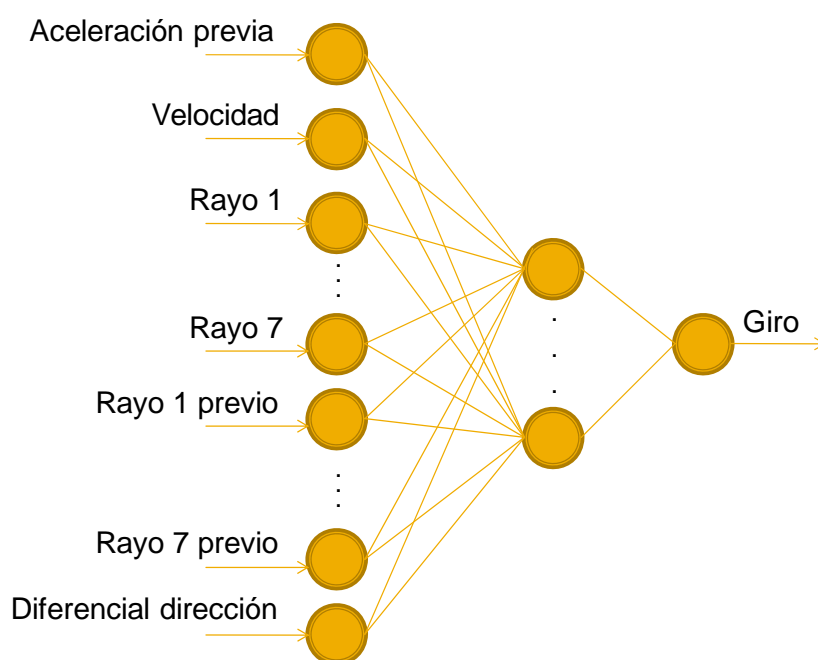 Aceleración previa
Velocidad
Rayo 1
Rayo 7
Giro
Rayo 1 previo
Rayo 7 previo
Diferencial dirección